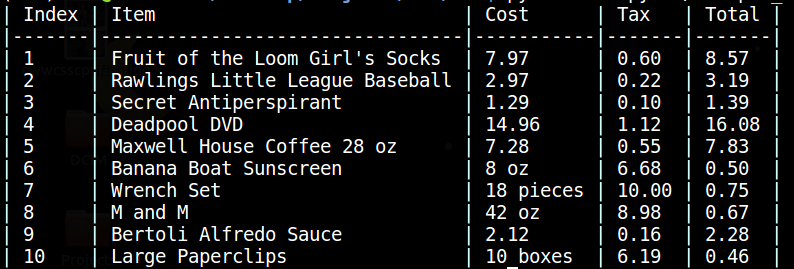 | Index | Item | Cost | Tax | Total |
|-------|----------------------------------|-----------|-------|-------|
| 1 | Fruit of the Loom Girl's Socks | 7.97 | 0.60 | 8.57 |
| 2 | Rawlings Little League Baseball | 2.97 | 0.22 | 3.19 |
| 3 | Secret Antiperspirant | 1.29 | 0.10 | 1.39 |
| 4 | Deadpool DVD | 14.96 | 1.12 | 16.08 |
| 5 | Maxwell House Coffee 28 oz | 7.28 | 0.55 | 7.83 |
| 6 | Banana Boat Sunscreen | 8 oz | 6.68 | 0.50 |
| 7 | Wrench Set | 18 pieces | 10.00 | 0.75 |
| 8 | M and M | 42 oz | 8.98 | 0.67 |
| 9 | Bertoli Alfredo Sauce | 2.12 | 0.16 | 2.28 |
| 10 | Large Paperclips | 10 boxes | 6.19 | 0.46 |